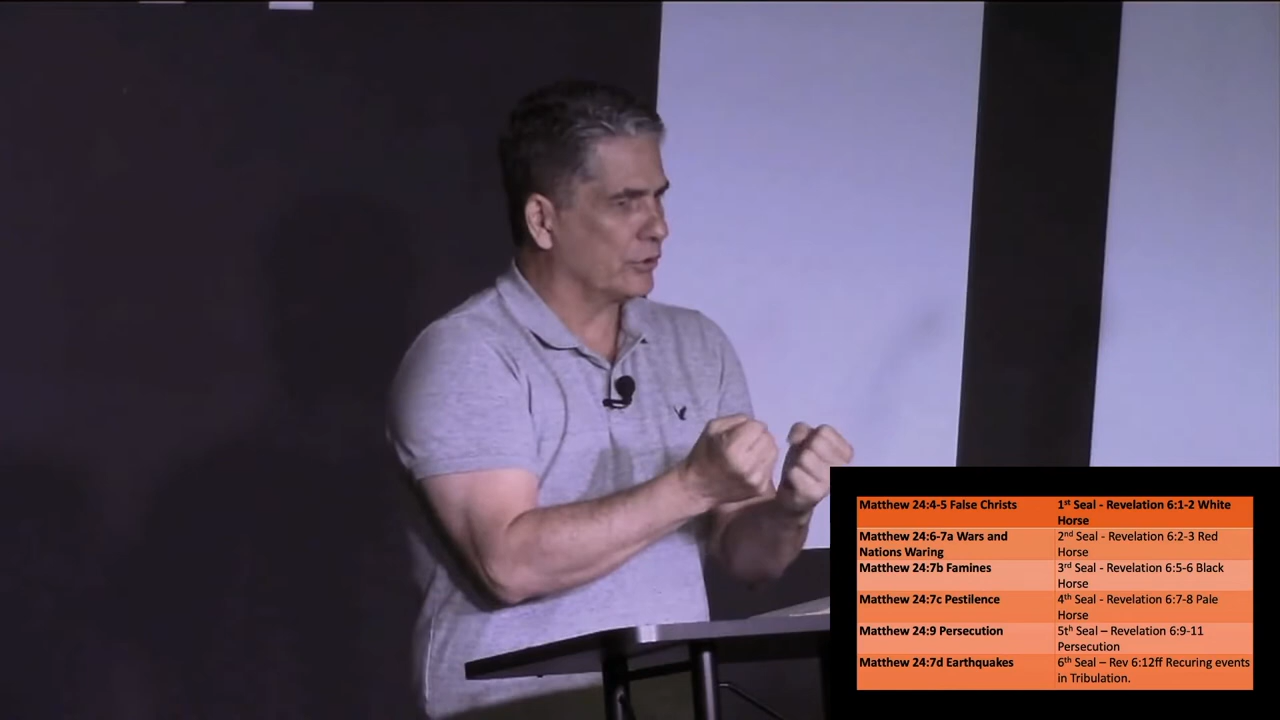 Matthew 24:4-5 False Christs
1st Seal - Revelation 6:1-2 White
Horse
Matthew 24:6-7a Wars and
Nations Waring
2nd Seal - Revelation 6:2-3 Red
Horse
Matthew 24:7b Famines
3rd Seal - Revelation 6:5-6 Black
Horse
Matthew 24:7c Pestilence
4th Seal - Revelation 6:7-8 Pale
Horse
Matthew 24:9 Persecution
5th Seal – Revelation 6:9-11
Persecution
Matthew 24:7d Earthquakes
6th Seal – Rev 6:12ff Recuring events
in Tribulation.